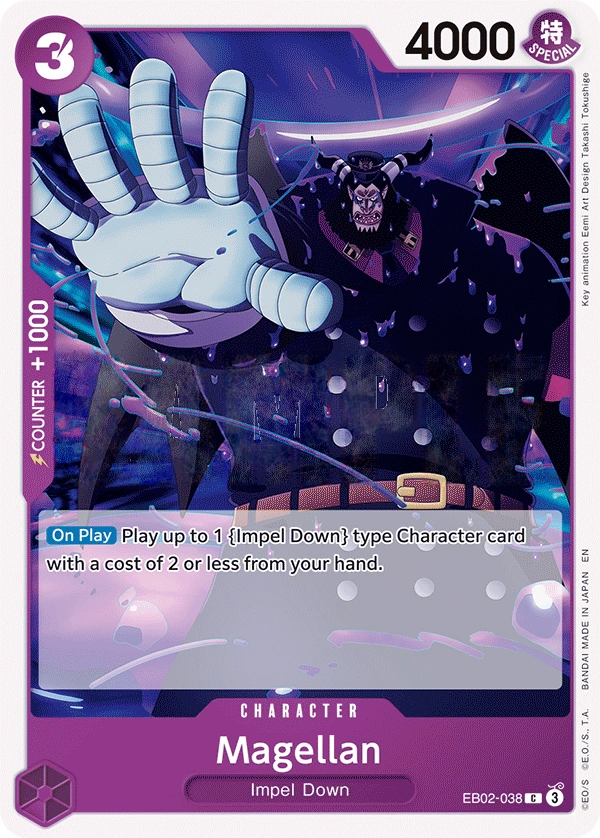 3
4000
特
SPECIAL
Key animation Eemi Art Design Takashi Tokushige
COUNTER +1000
On Play Play up to 1 {Impel Down} type Character card
with a cost of 2 or less from your hand.
CHARACTER
Magellan
Impel Down
EB02-038 C 3
©EO/S ©E.O./S., T.A. BANDAI MADE IN JAPAN EN